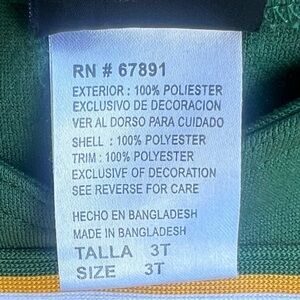 RN # 67891
EXTERIOR : 100% POLIESTER
EXCLUSIVO DE DECORACION
VER AL DORSO PARA CUIDADO
SHELL : 100% POLYESTER
TRIM : 100% POLYESTER
EXCLUSIVE OF DECORATION
SEE REVERSE FOR CARE
HECHO EN BANGLADESH
MADE IN BANGLADESH
TALLA 3T
SIZE 3T